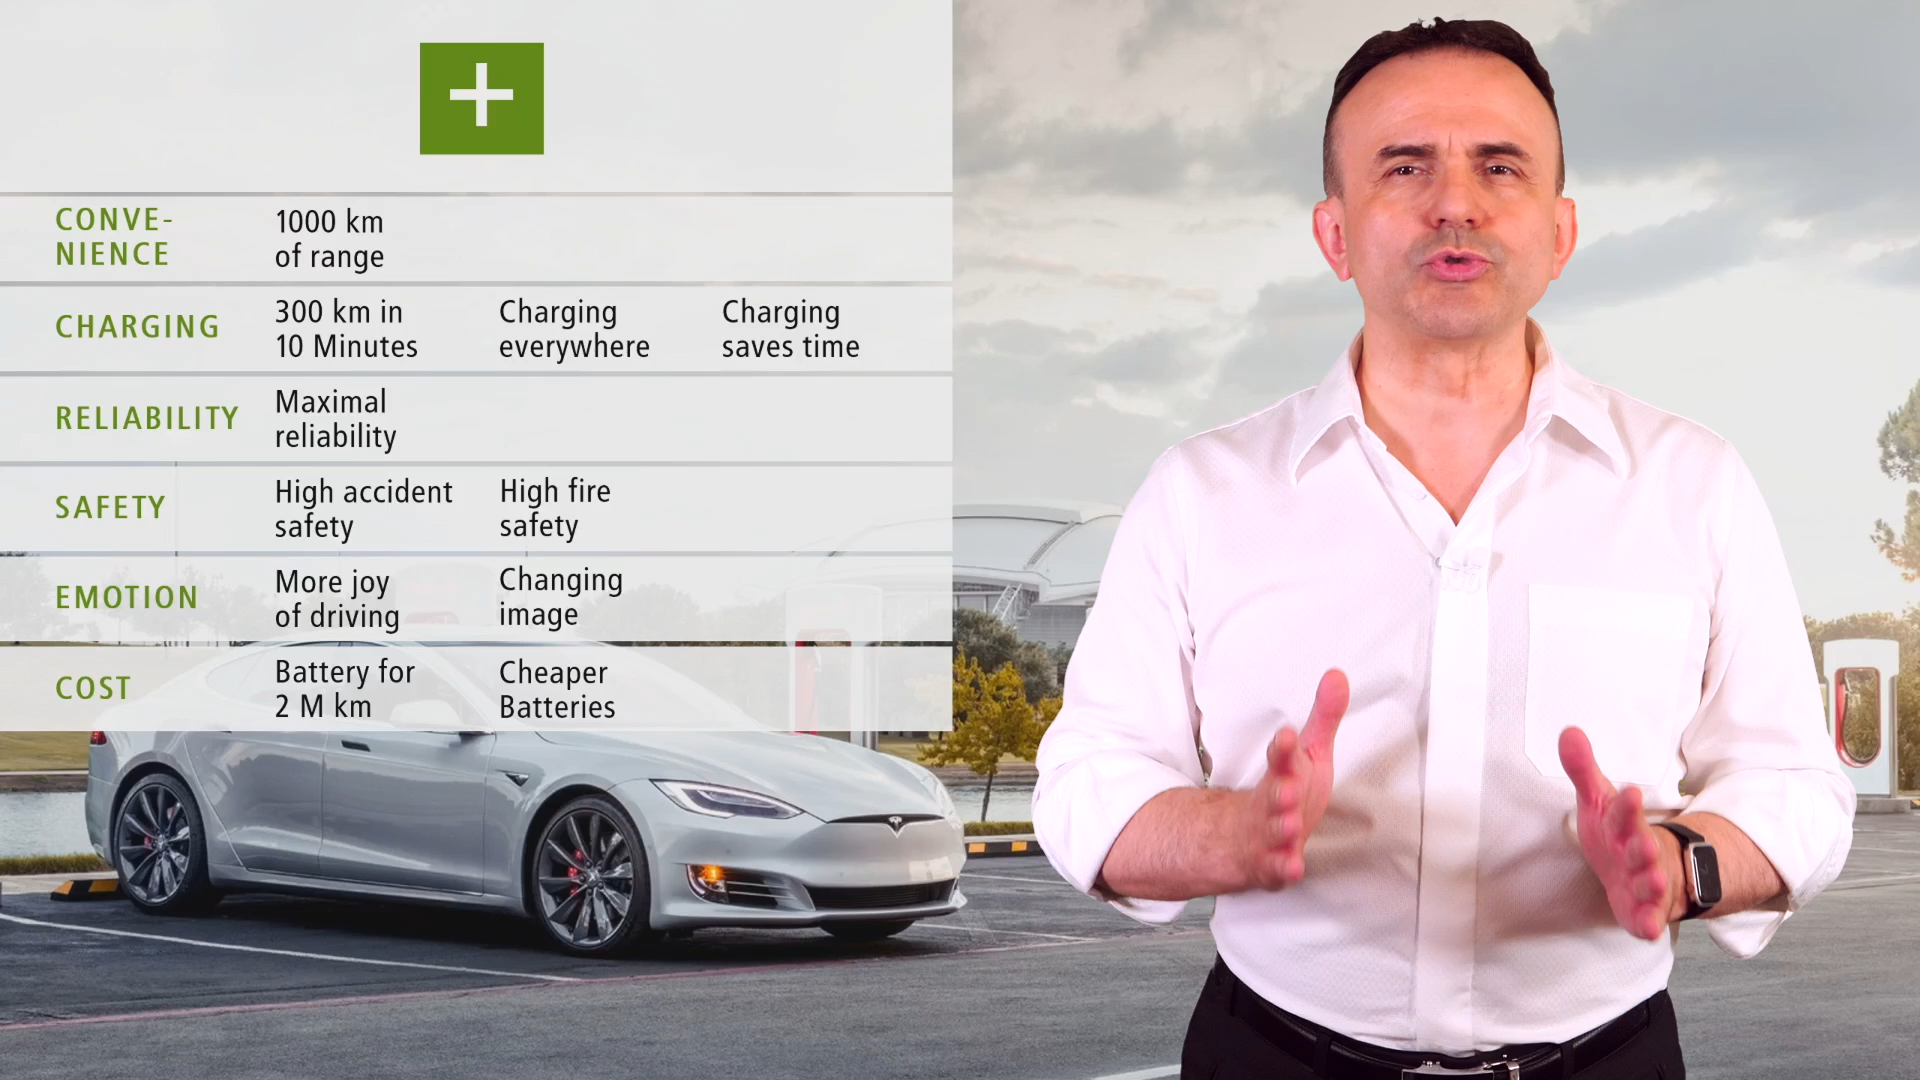 +
CONVE-
NIENCE
1000 km
of range
CHARGING
300 km in
10 Minutes
Charging
everywhere
Charging
saves time
RELIABILITY
Maximal
reliability
SAFETY
High accident
safety
High fire
safety
EMOTION
More joy
of driving
Changing
image
COST
Battery for
2 M km
Cheaper
Batteries